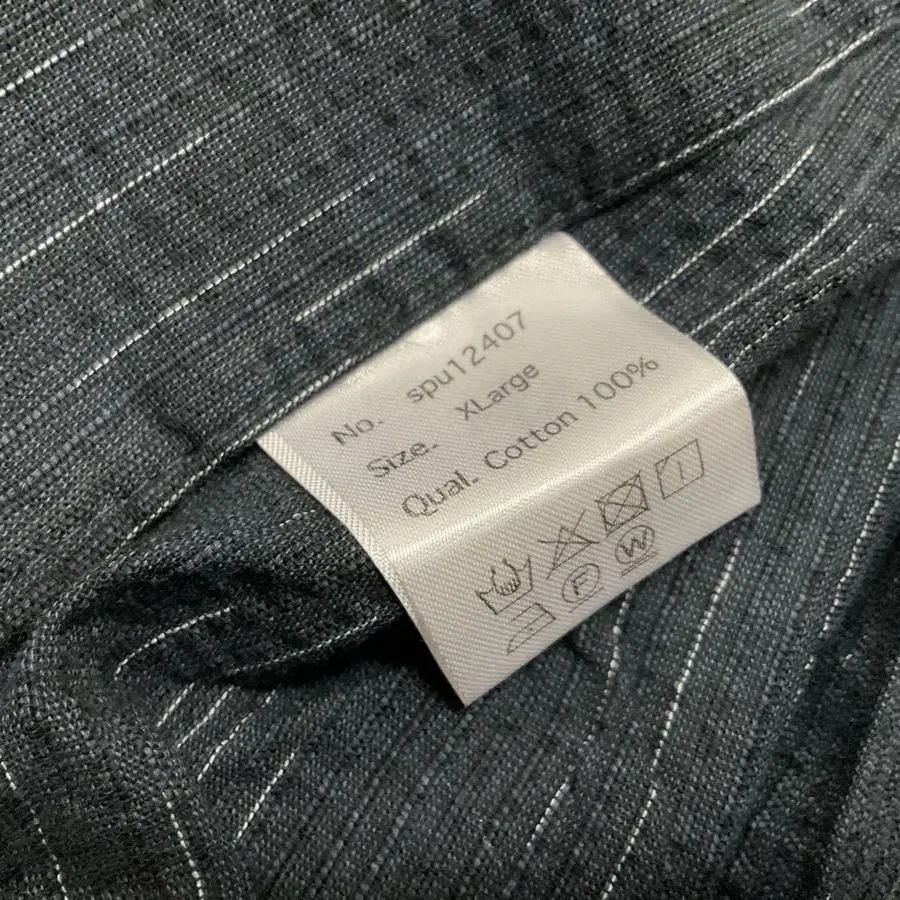 No. spu12407
Size. XLarge
Qual. Cotton 100%
F W